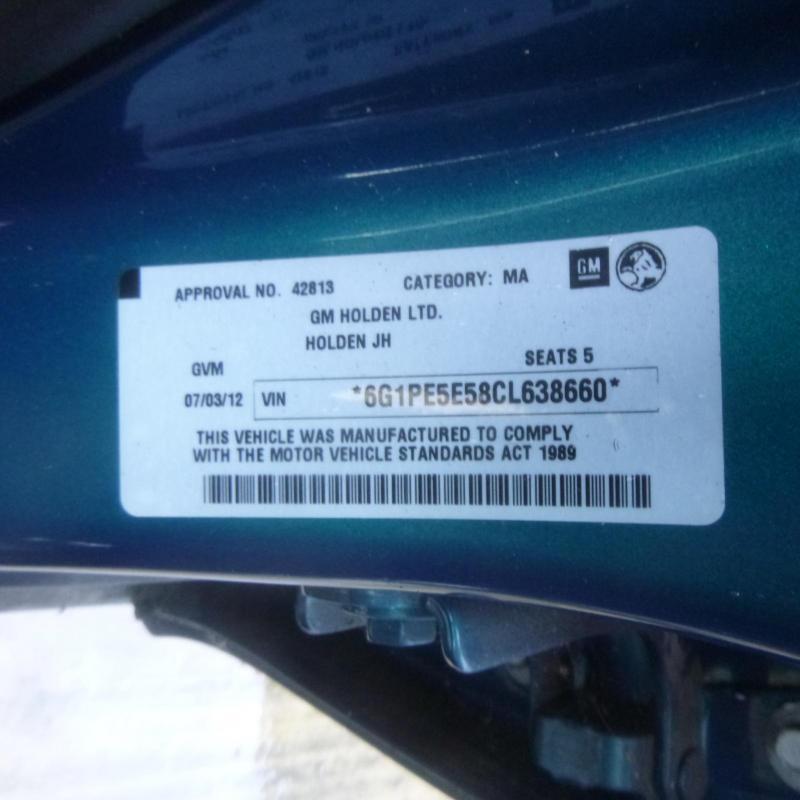 APPROVAL NO. 42813 CATEGORY: MA GM
GM HOLDEN LTD.
HOLDEN JH
GVM SEATS 5
07/03/12 VIN *6G1PE5E58CL638660*
THIS VEHICLE WAS MANUFACTURED TO COMPLY
WITH THE MOTOR VEHICLE STANDARDS ACT 1989